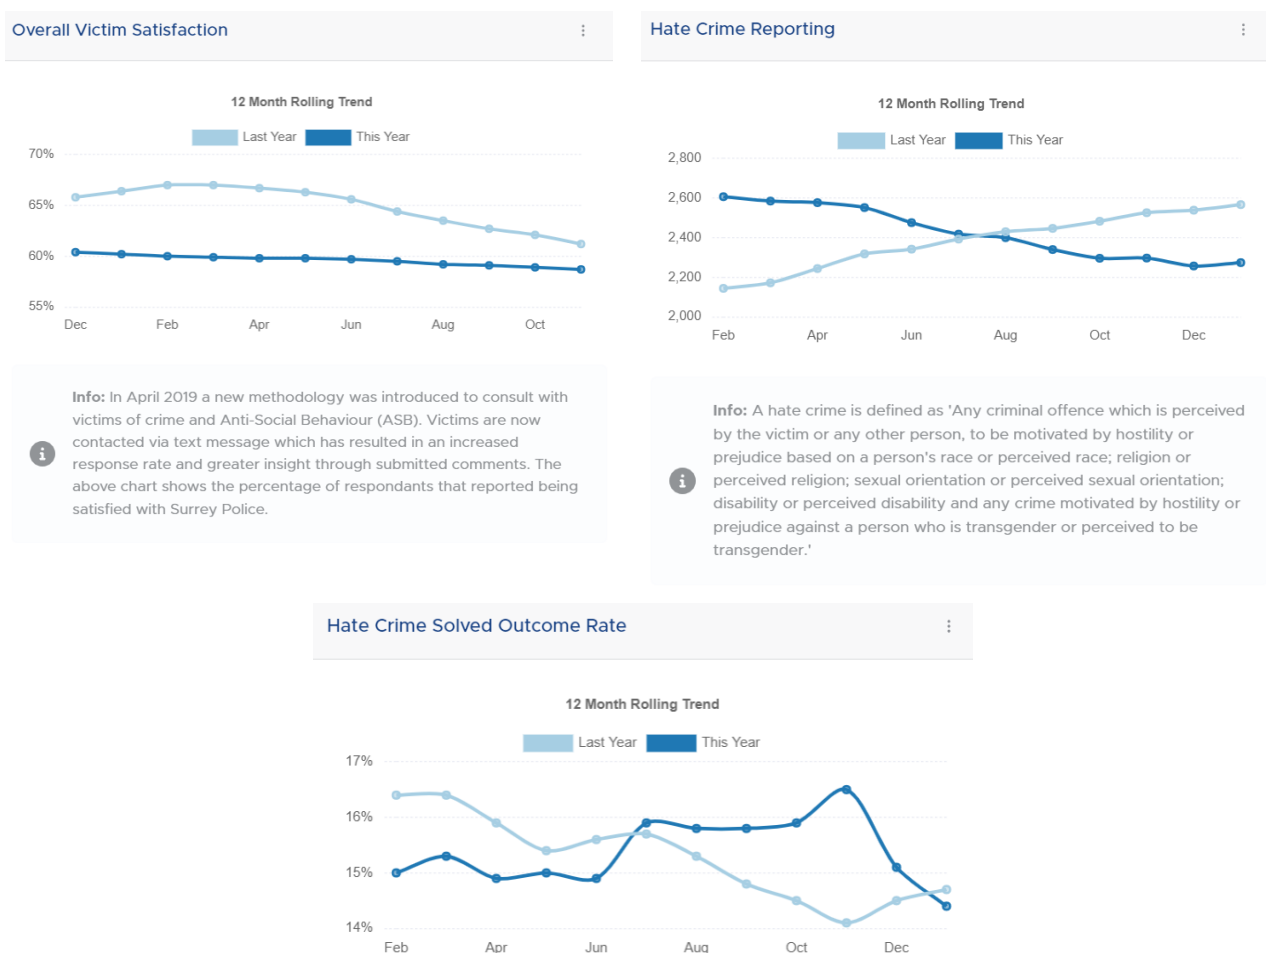 Overall Victim Satisfaction
12 Month Rolling Trend
Last Year This Year
70%
65%
60%
55%
Dec Feb Apr Jun Aug Oct
Info: In April 2019 a new methodology was introduced to consult with
victims of crime and Anti-Social Behaviour (ASB). Victims are now
contacted via text message which has resulted in an increased
response rate and greater insight through submitted comments. The
above chart shows the percentage of respondants that reported being
satisfied with Surrey Police.
Hate Crime Reporting
12 Month Rolling Trend
Last Year This Year
2,800
2,600
2,400
2,200
2,000
Feb Apr Jun Aug Oct Dec
Info: A hate crime is defined as 'Any criminal offence which is perceived
by the victim or any other person, to be motivated by hostility or
prejudice based on a person's race or perceived race; religion or
perceived religion; sexual orientation or perceived sexual orientation;
disability or perceived disability and any crime motivated by hostility or
prejudice against a person who is transgender or perceived to be
transgender.'
Hate Crime Solved Outcome Rate
12 Month Rolling Trend
Last Year This Year
17%
16%
15%
14%
Feb Apr Jun Aug Oct Dec